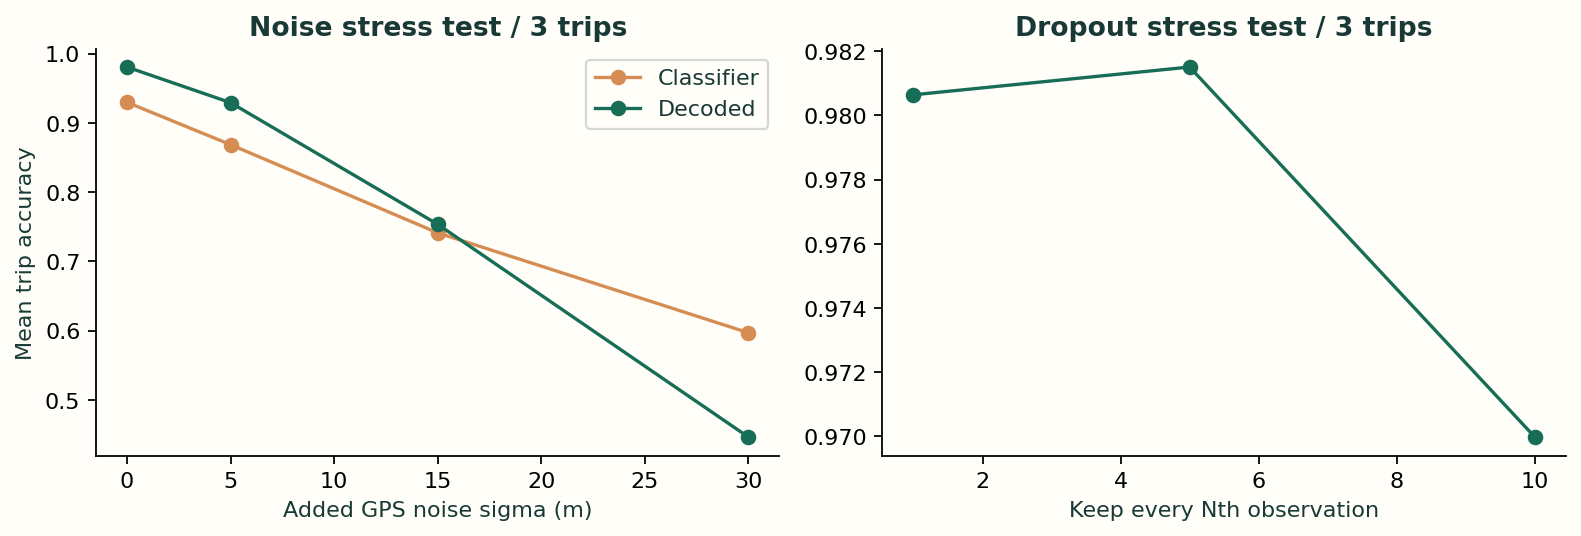 Noise stress test / 3 trips
Mean trip accuracy
1.0
0.9
0.8
0.7
0.6
0.5
Classifier
Decoded
0 5 10 15 20 25 30
Added GPS noise sigma (m)
Dropout stress test / 3 trips
0.982
0.980
0.978
0.976
0.974
0.972
0.970
2 4 6 8 10
Keep every Nth observation